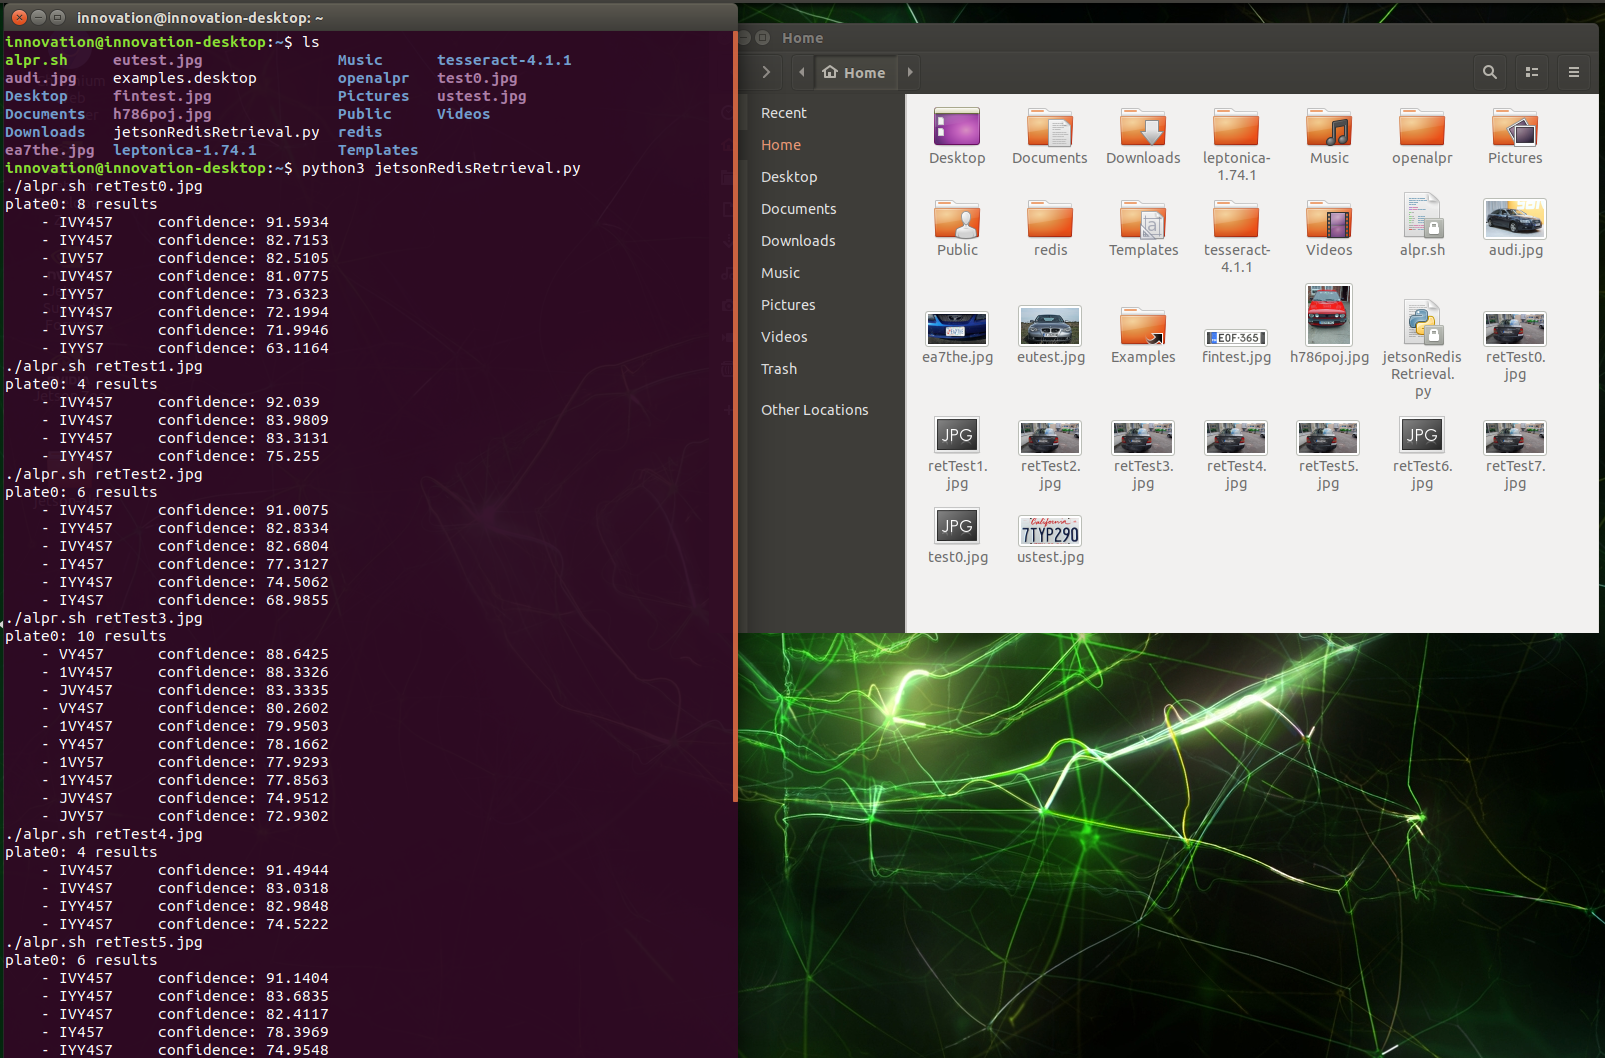 innovation@innovation-desktop: ~
innovation@innovation-desktop:~$ ls
alpr.sh eutest.jpg Music tesseract-4.1.1
audi.jpg examples.desktop openalpr test0.jpg
Desktop fintest.jpg Pictures ustest.jpg
Documents h786poj.jpg Public Videos
Downloads jetsonRedisRetrieval.py redis
ea7the.jpg leptonica-1.74.1 Templates
innovation@innovation-desktop:~$ python3 jetsonRedisRetrieval.py
./alpr.sh retTest0.jpg
plate0: 8 results
- IVY457 confidence: 91.5934
- IYY457 confidence: 82.7153
- IVY57 confidence: 82.5105
- IVY4S7 confidence: 81.0775
- IYY57 confidence: 73.6323
- IYY4S7 confidence: 72.1994
- IVYS7 confidence: 71.9946
- IYYS7 confidence: 63.1164
./alpr.sh retTest1.jpg
plate0: 4 results
- IVY457 confidence: 92.039
- IVY4S7 confidence: 83.9809
- IYY457 confidence: 83.3131
- IYY4S7 confidence: 75.255
./alpr.sh retTest2.jpg
plate0: 6 results
- IVY457 confidence: 91.0075
- IYY457 confidence: 82.8334
- IVY4S7 confidence: 82.6804
- IY457 confidence: 77.3127
- IYY4S7 confidence: 74.5062
- IY4S7 confidence: 68.9855
./alpr.sh retTest3.jpg
plate0: 10 results
- VY457 confidence: 88.6425
- 1VY457 confidence: 88.3326
- JVY457 confidence: 83.3335
- VY4S7 confidence: 80.2602
- 1VY4S7 confidence: 79.9503
- YY457 confidence: 78.1662
- 1VY57 confidence: 77.9293
- 1YY457 confidence: 77.8563
- JVY4S7 confidence: 74.9512
- JVY57 confidence: 72.9302
./alpr.sh retTest4.jpg
plate0: 4 results
- IVY457 confidence: 91.4944
- IVY4S7 confidence: 83.0318
- IYY457 confidence: 82.9848
- IYY4S7 confidence: 74.5222
./alpr.sh retTest5.jpg
plate0: 6 results
- IVY457 confidence: 91.1404
- IYY457 confidence: 83.6835
- IVY4S7 confidence: 82.4117
- IY457 confidence: 78.3969
- IYY4S7 confidence: 74.9548
Home
Home
Recent
Home
Desktop
Documents
Downloads
Music
Pictures
Videos
Trash
Other Locations
Desktop
Documents
Downloads
leptonica-
1.74.1
Music
openalpr
Pictures
Public
redis
Templates
tesseract-
4.1.1
Videos
alpr.sh
audi.jpg
ea7the.jpg
eutest.jpg
Examples
EOF-365
fintest.jpg
h786poj.jpg
jetsonRedis
Retrieval.
py
retTest0.
jpg
JPG
retTest1.
jpg
retTest2.
jpg
retTest3.
jpg
retTest4.
jpg
retTest5.
jpg
JPG
retTest6.
jpg
retTest7.
jpg
JPG
test0.jpg
California
7TYP290
ustest.jpg